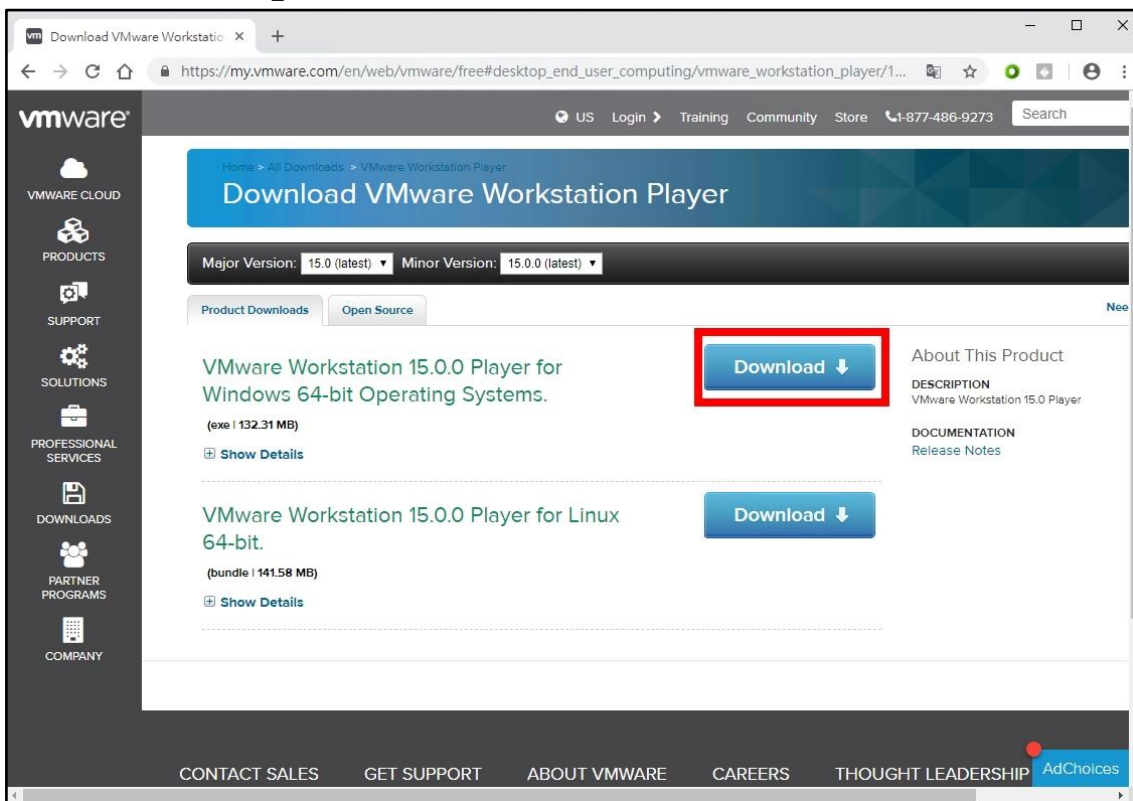 Download VMware Workstatio
https://my.vmware.com/en/web/vmware/free#desktop_end_user_computing/vmware_workstation_player/1...
vmware®
US Login Training Community Store 1-877-486-9273 Search
VMWARE CLOUD
PRODUCTS
SUPPORT
SOLUTIONS
PROFESSIONAL
SERVICES
DOWNLOADS
PARTNER
PROGRAMS
COMPANY
Home > All Downloads > VMware Workstation Player
Download VMware Workstation Player
Major Version: 15.0 (latest) Minor Version: 15.0.0 (latest)
Product Downloads Open Source Nee
VMware Workstation 15.0.0 Player for
Windows 64-bit Operating Systems.
(exe | 132.31 MB)
Show Details
Download
VMware Workstation 15.0.0 Player for Linux
64-bit.
(bundle | 141.58 MB)
Show Details
Download
About This Product
DESCRIPTION
VMware Workstation 15.0 Player
DOCUMENTATION
Release Notes
CONTACT SALES GET SUPPORT ABOUT VMWARE CAREERS THOUGHT LEADERSHIP
AdChoices